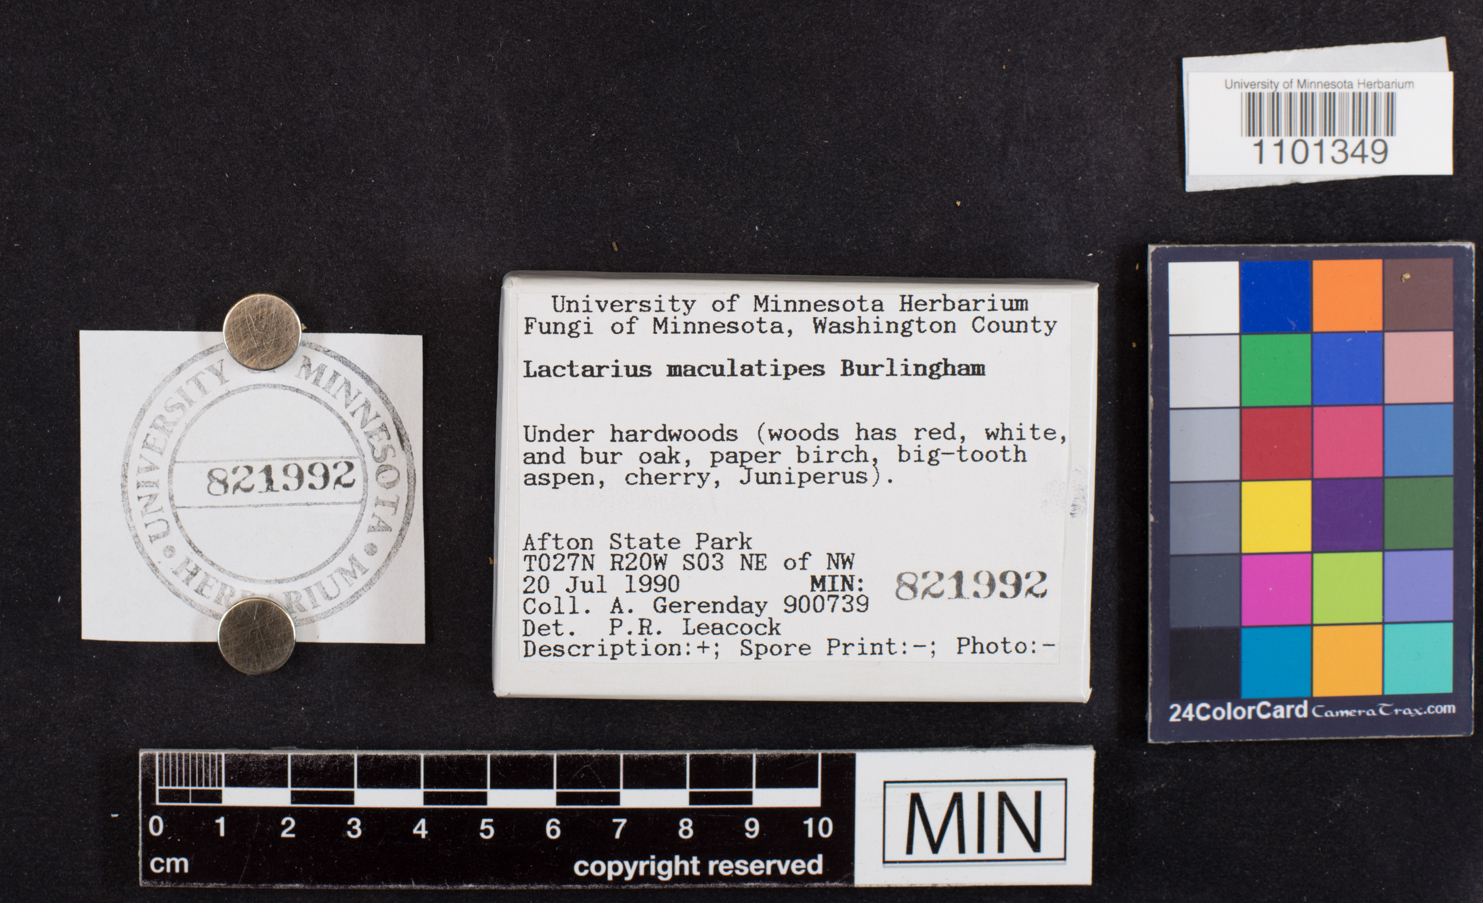 University of Minnesota Herbarium
1101349
UNIVERSITY OF MINNESOTA
HERBARIUM
821992
University of Minnesota Herbarium
Fungi of Minnesota, Washington County
Lactarius maculatipes Burlingham
Under hardwoods (woods has red, white,
and bur oak, paper birch, big-tooth
aspen, cherry, Juniperus).
Afton State Park
T027N R20W S03 NE of NW
20 Jul 1990 MIN: 821992
Coll. A. Gerenday 900739
Det. P.R. Leacock
Description:+; Spore Print:-; Photo:-
24ColorCard CameraTrax.com
0 1 2 3 4 5 6 7 8 9 10
cm copyright reserved
MIN